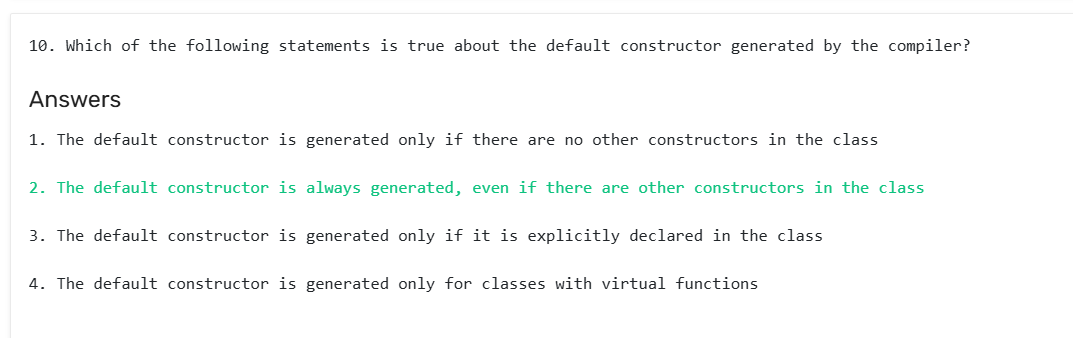 10. Which of the following statements is true about the default constructor generated by the compiler?
Answers
1. The default constructor is generated only if there are no other constructors in the class
2. The default constructor is always generated, even if there are other constructors in the class
3. The default constructor is generated only if it is explicitly declared in the class
4. The default constructor is generated only for classes with virtual functions